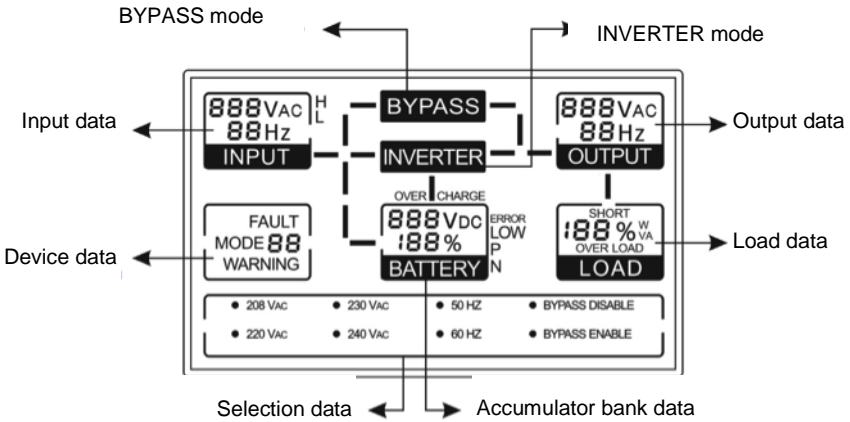 BYPASS mode
INVERTER mode
Input data
888VAC H
L
88Hz
INPUT
BYPASS
INVERTER
888VAC
88Hz
OUTPUT
Output data
OVER CHARGE
Device data
FAULT
MODE 88
WARNING
888VDC
188%
BATTERY
ERROR
LOW
P
N
SHORT
188% W
VA
OVER LOAD
LOAD
Load data
208 VAC
230 VAC
50 HZ
BYPASS DISABLE
220 VAC
240 VAC
60 HZ
BYPASS ENABLE
Selection data
Accumulator bank data